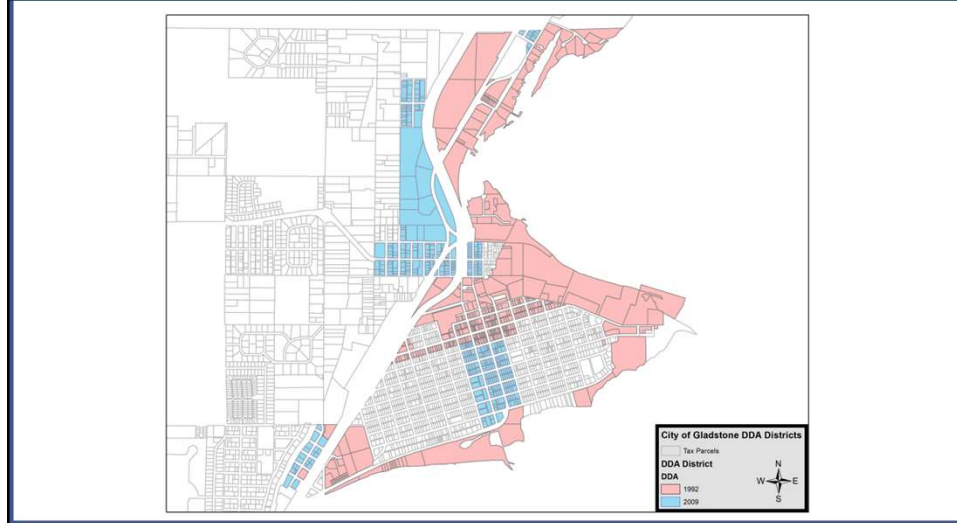 City of Gladstone DDA Districts
Tax Parcels
DDA District
DDA
1992
2009
N
W E
S